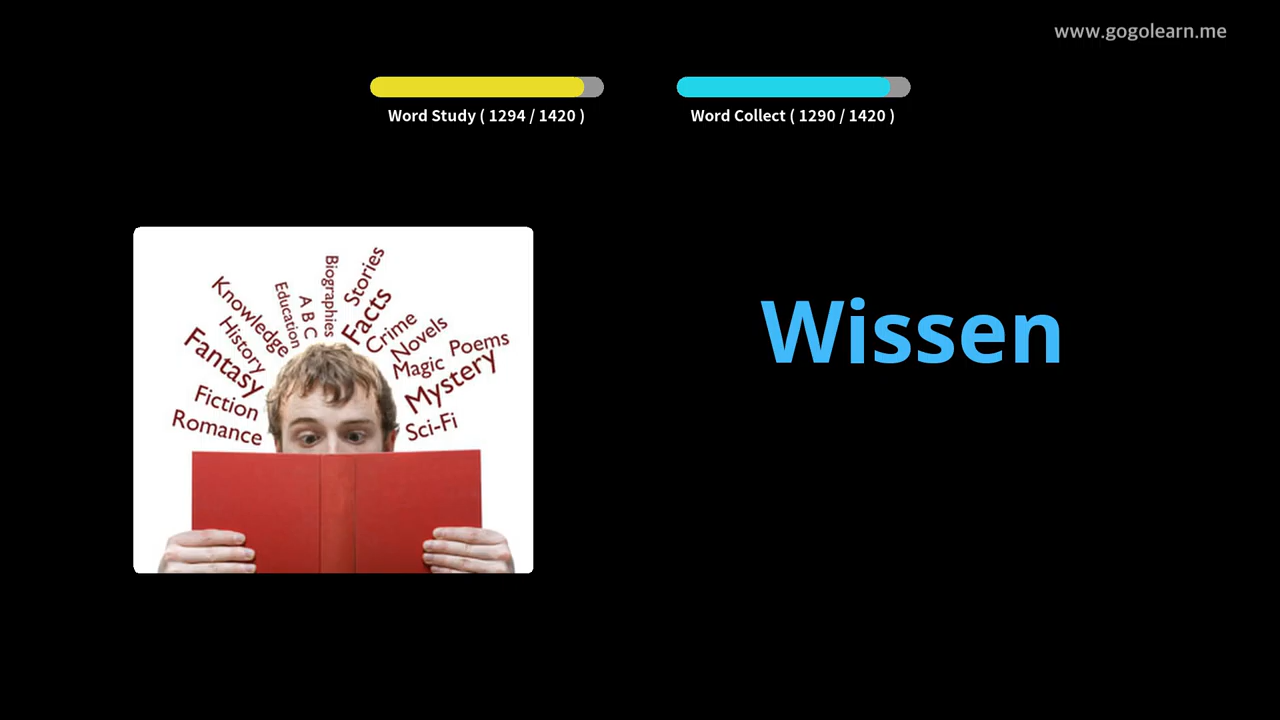 www.gogolearn.me
Word Study ( 1294 / 1420 )
Word Collect ( 1290 / 1420 )
Wissen
Biographies
Stories
Education
A B C
Facts
Knowledge
Crime
History
Novels
Fantasy
Magic
Poems
Mystery
Fiction
Romance
Sci-Fi